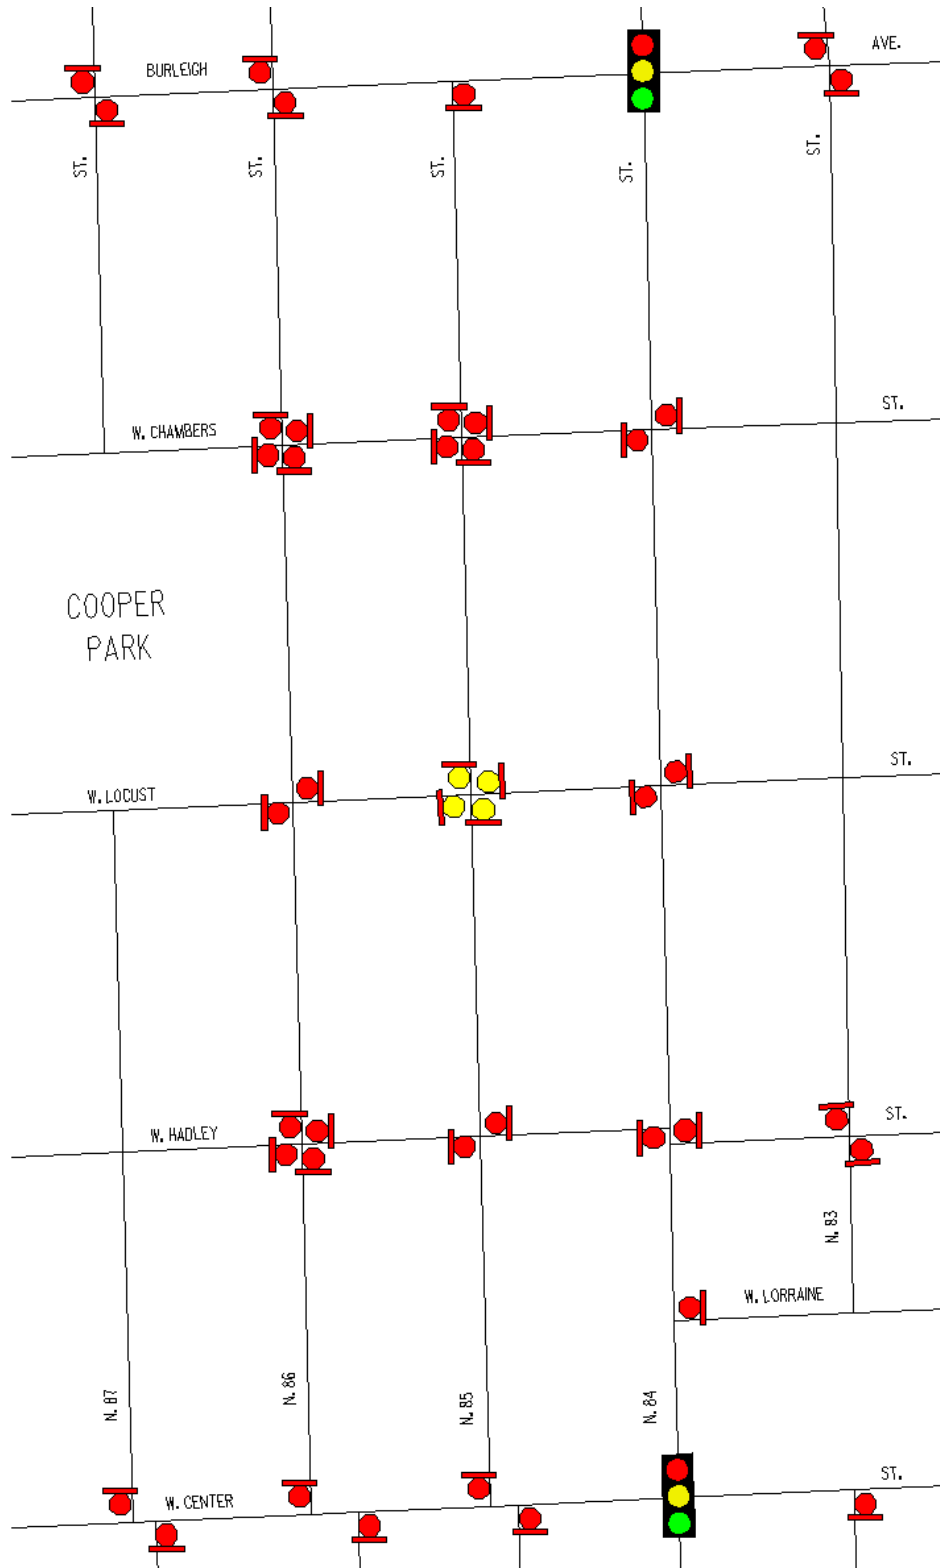 AVE.
BURLEIGH
ST.
ST.
ST.
ST.
ST.
ST.
W. CHAMBERS
COOPER
PARK
ST.
W. LOCUST
ST.
W. HADLEY
N. 83
W. LORRAINE
N. 87
N. 86
N. 85
N. 84
ST.
W. CENTER